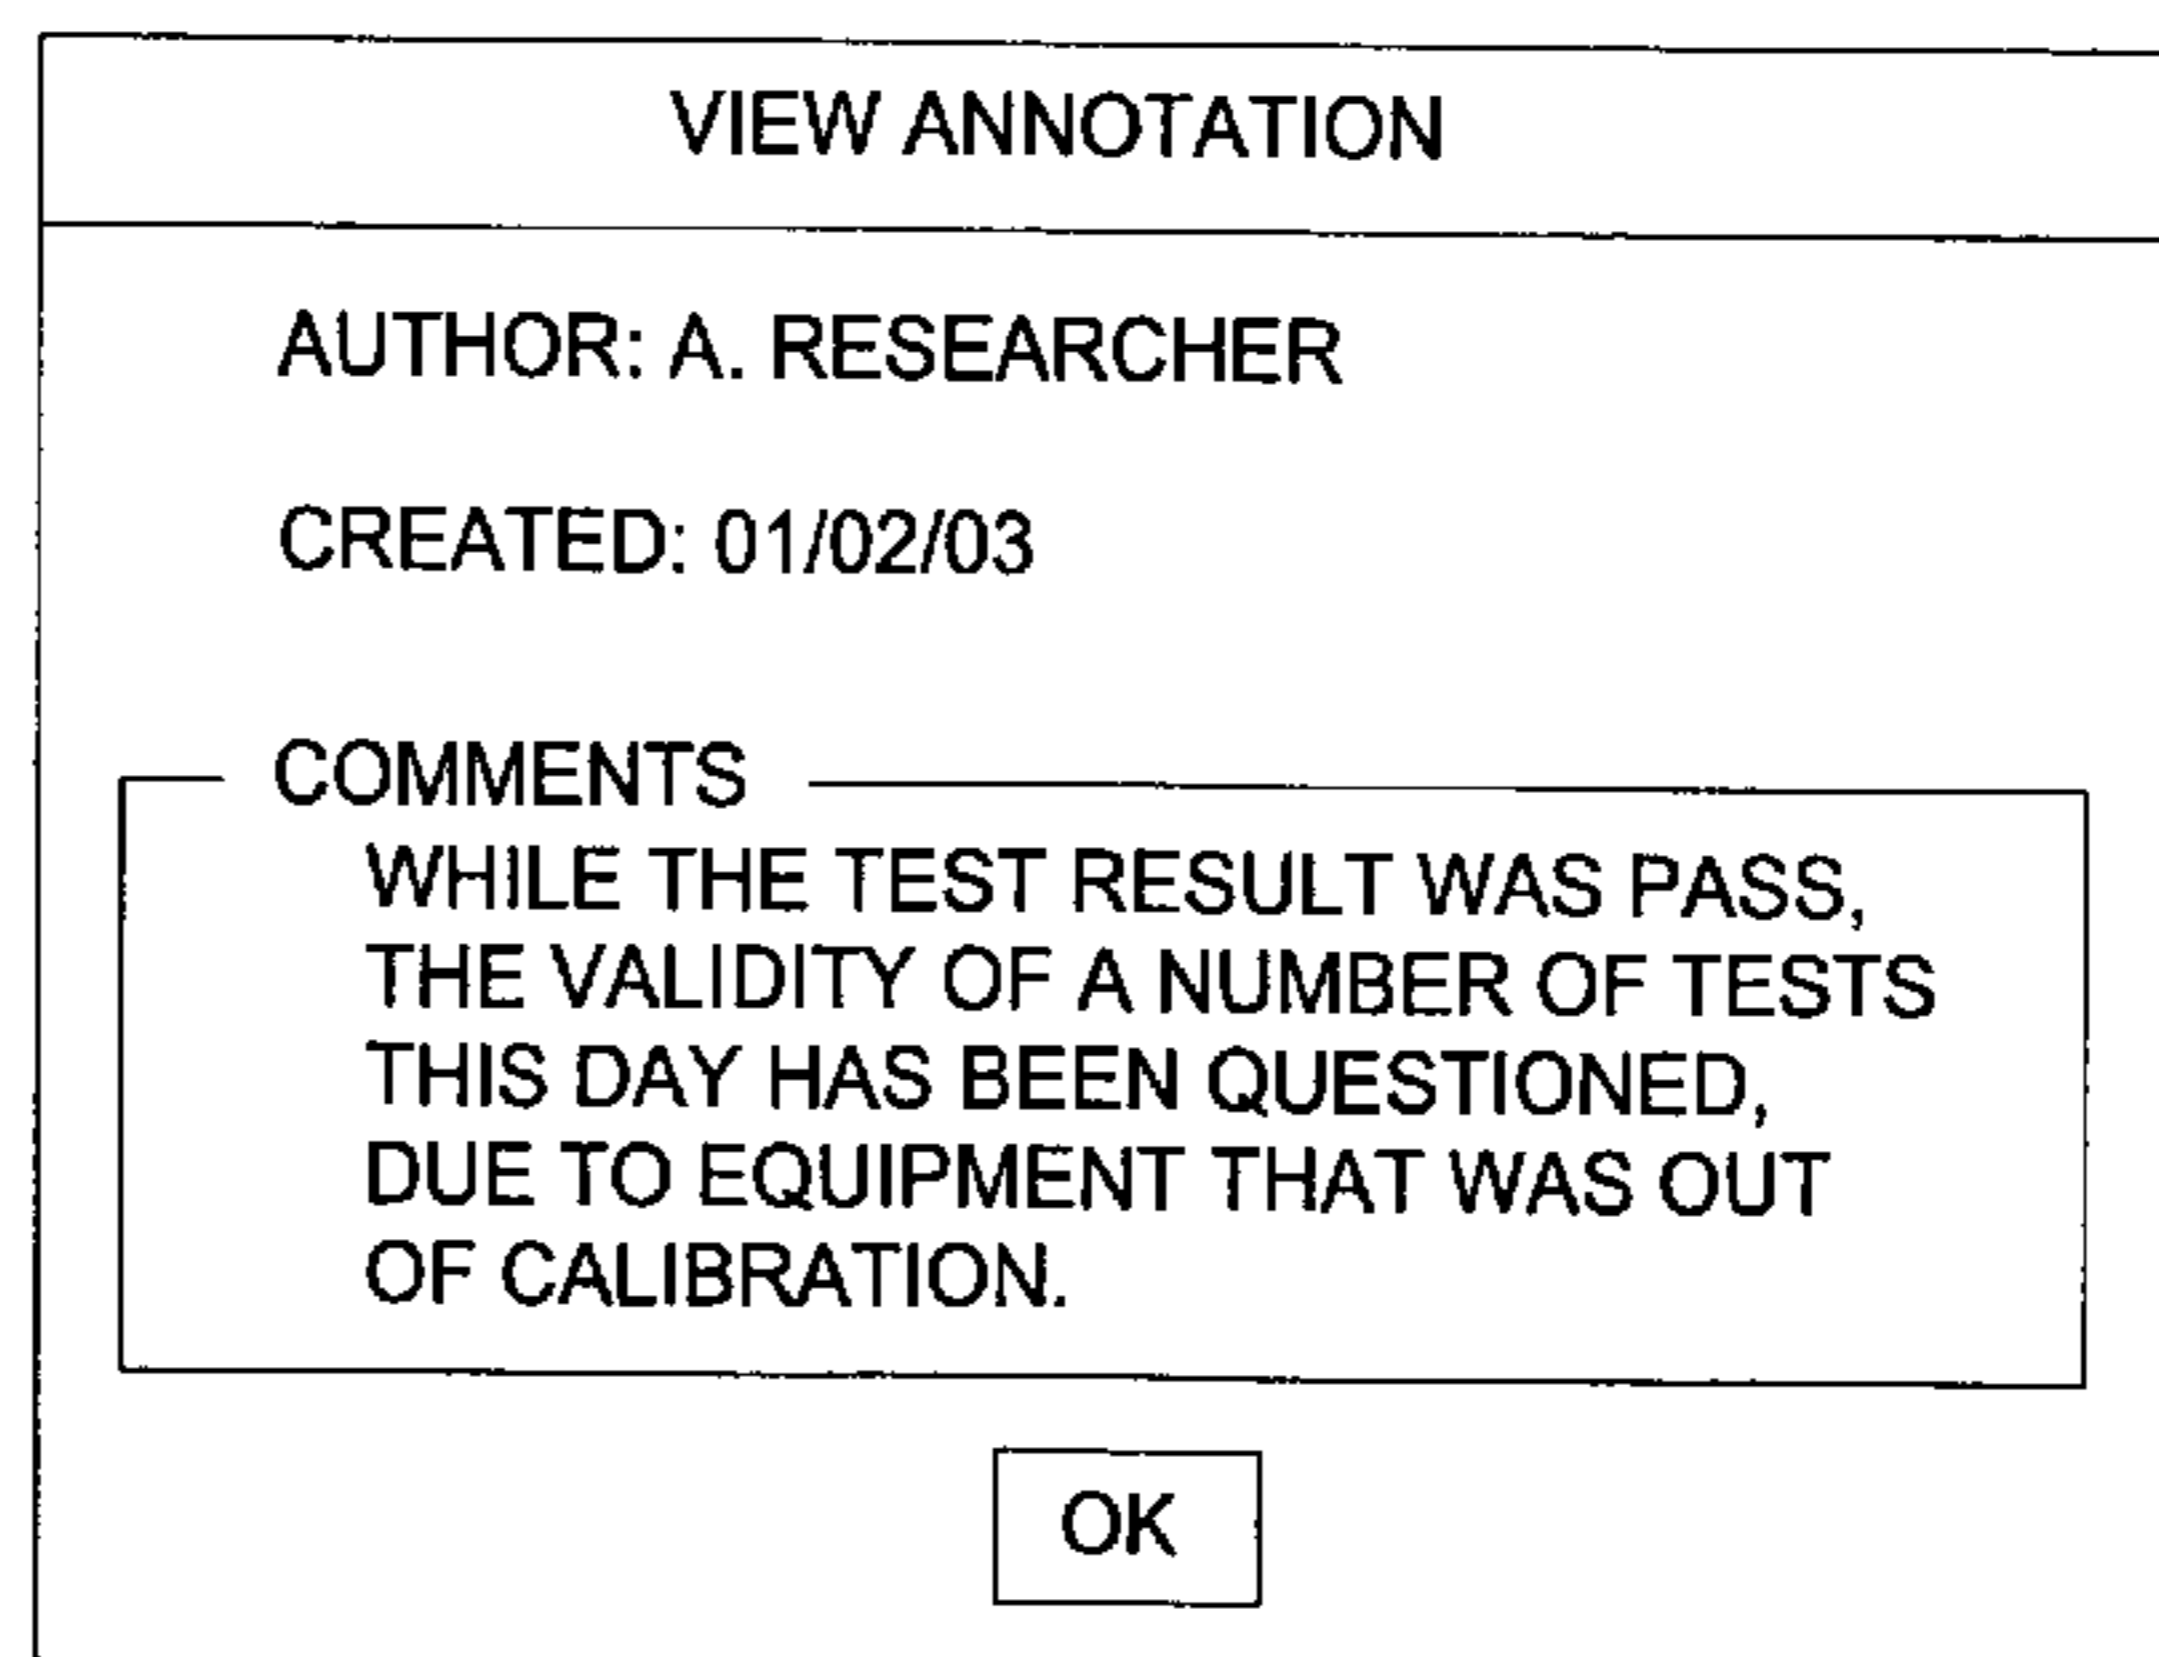 VIEW ANNOTATION
AUTHOR: A. RESEARCHER
CREATED: 01/02/03
COMMENTS
WHILE THE TEST RESULT WAS PASS,
THE VALIDITY OF A NUMBER OF TESTS
THIS DAY HAS BEEN QUESTIONED,
DUE TO EQUIPMENT THAT WAS OUT
OF CALIBRATION.
OK